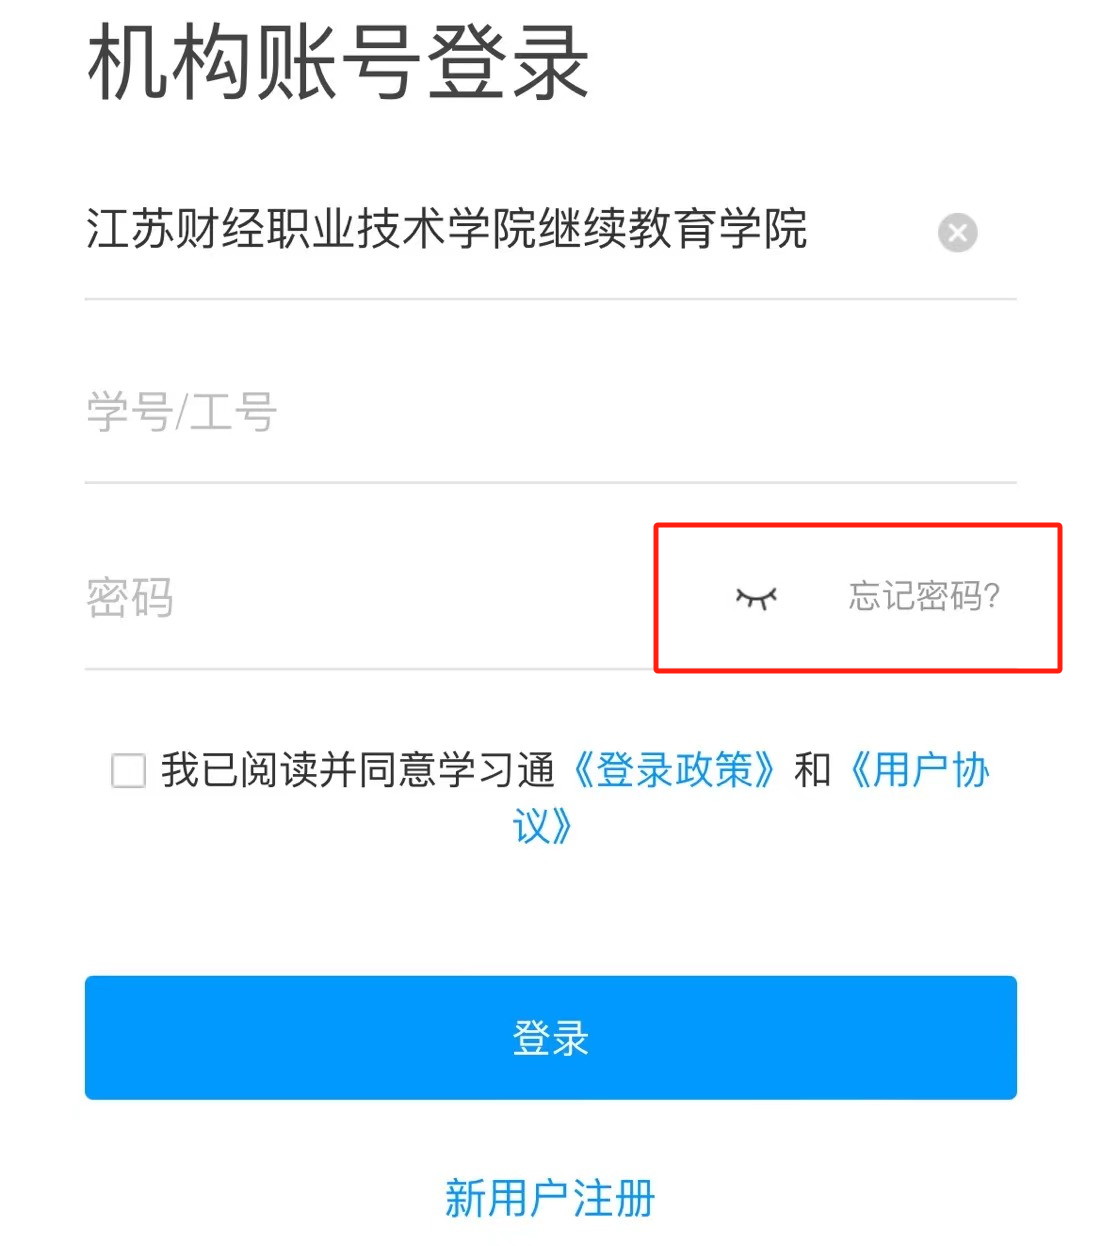 机构账号登录
江苏财经职业技术学院继续教育学院
学号/工号
密码 忘记密码?
我已阅读并同意学习通《登录政策》和《用户协
议》
登录
新用户注册